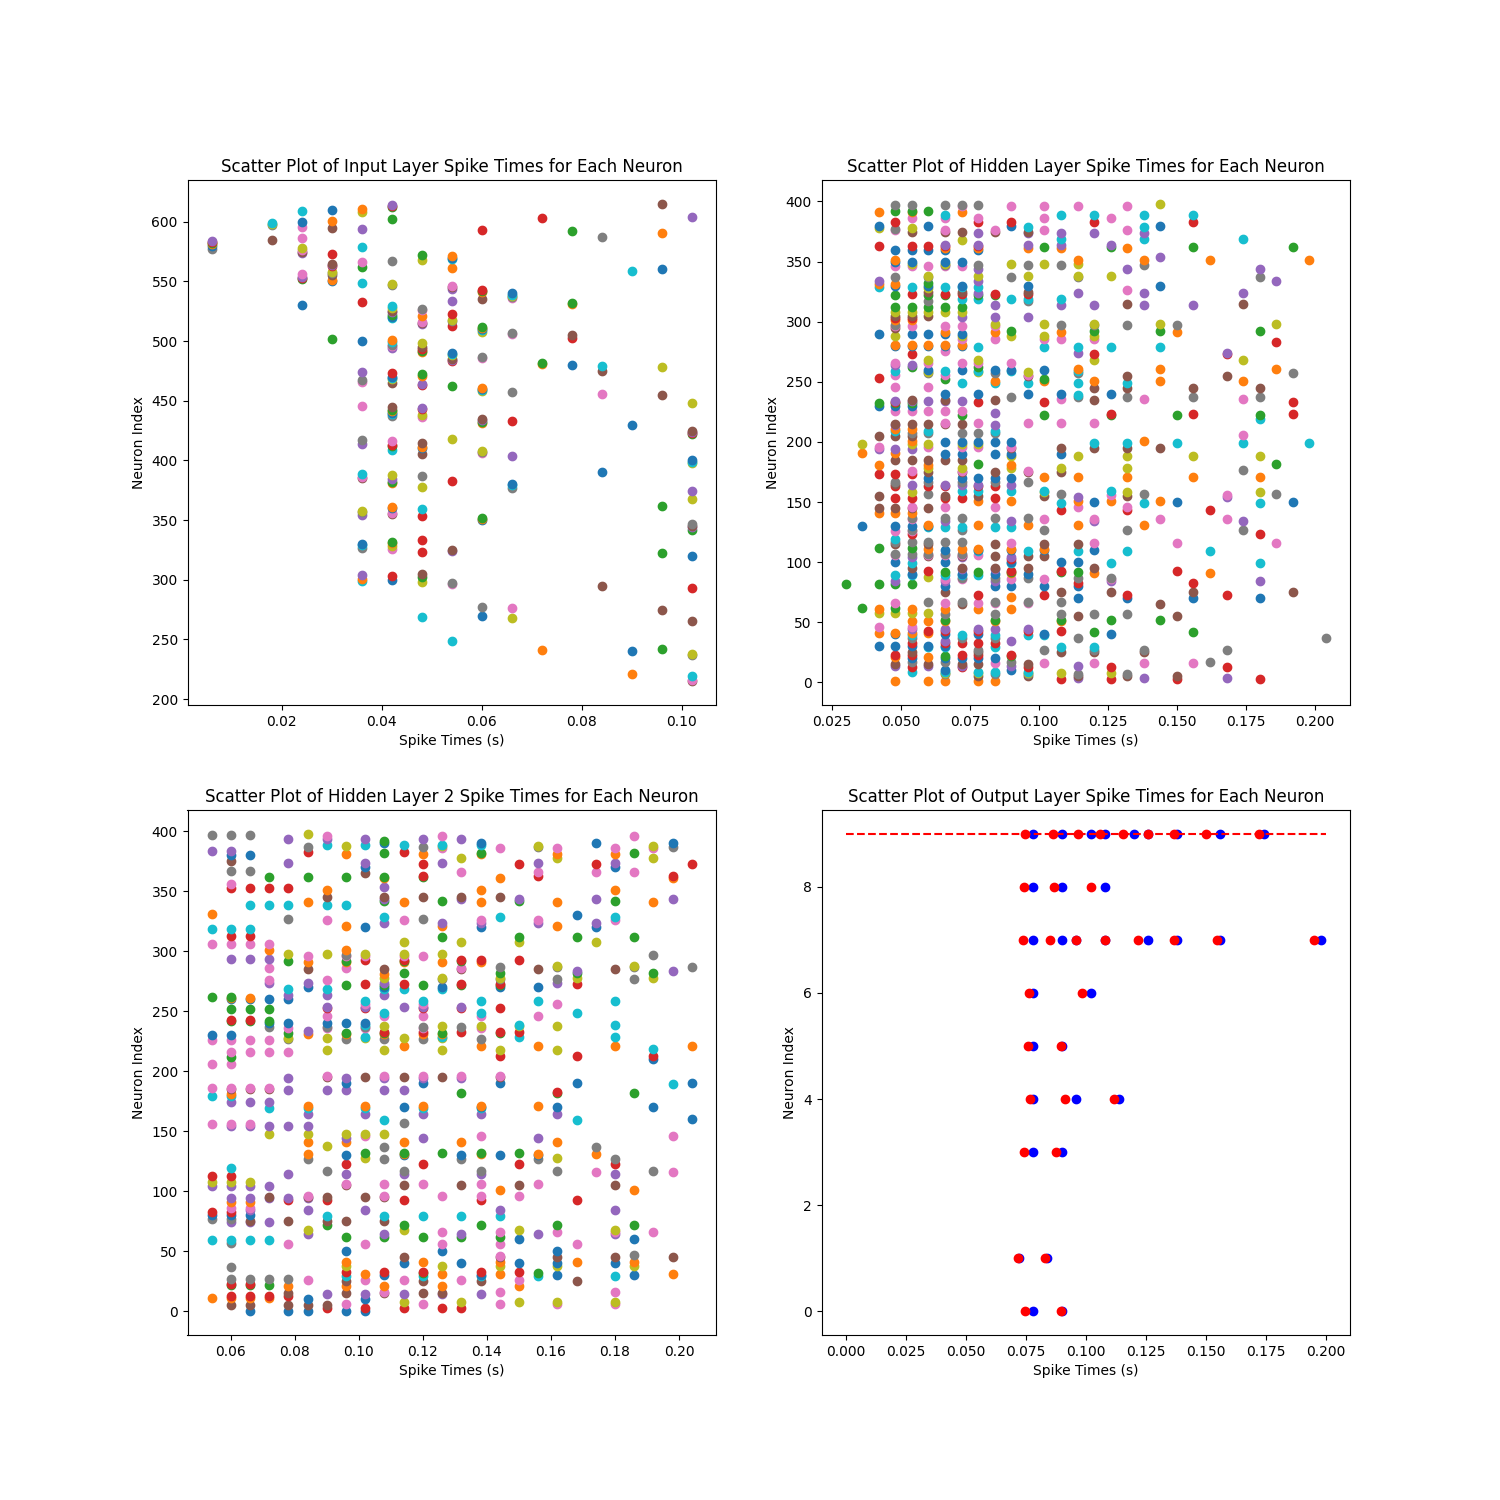 Scatter Plot of Input Layer Spike Times for Each Neuron
Neuron Index
600
550
500
450
400
350
300
250
200
0.02 0.04 0.06 0.08 0.10
Spike Times (s)
Scatter Plot of Hidden Layer Spike Times for Each Neuron
Neuron Index
400
350
300
250
200
150
100
50
0
0.025 0.050 0.075 0.100 0.125 0.150 0.175 0.200
Spike Times (s)
Scatter Plot of Hidden Layer 2 Spike Times for Each Neuron
Neuron Index
400
350
300
250
200
150
100
50
0
0.06 0.08 0.10 0.12 0.14 0.16 0.18 0.20
Spike Times (s)
Scatter Plot of Output Layer Spike Times for Each Neuron
Neuron Index
8
6
4
2
0
0.000 0.025 0.050 0.075 0.100 0.125 0.150 0.175 0.200
Spike Times (s)